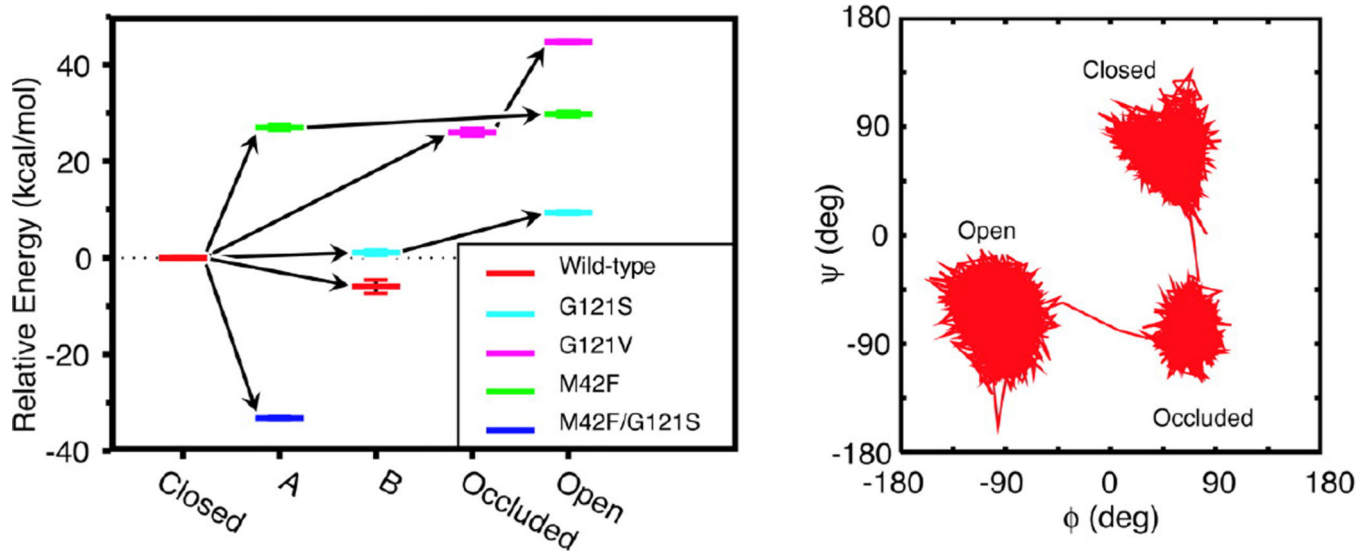 Relative Energy (kcal/mol)
40
20
0
-20
-40
Wild-type
G121S
G121V
M42F
M42F/G121S
Closed
A
B
Occluded
Open
ψ (deg)
180
90
0
-90
-180
Closed
Open
Occluded
-180
-90
0
90
180
ϕ (deg)